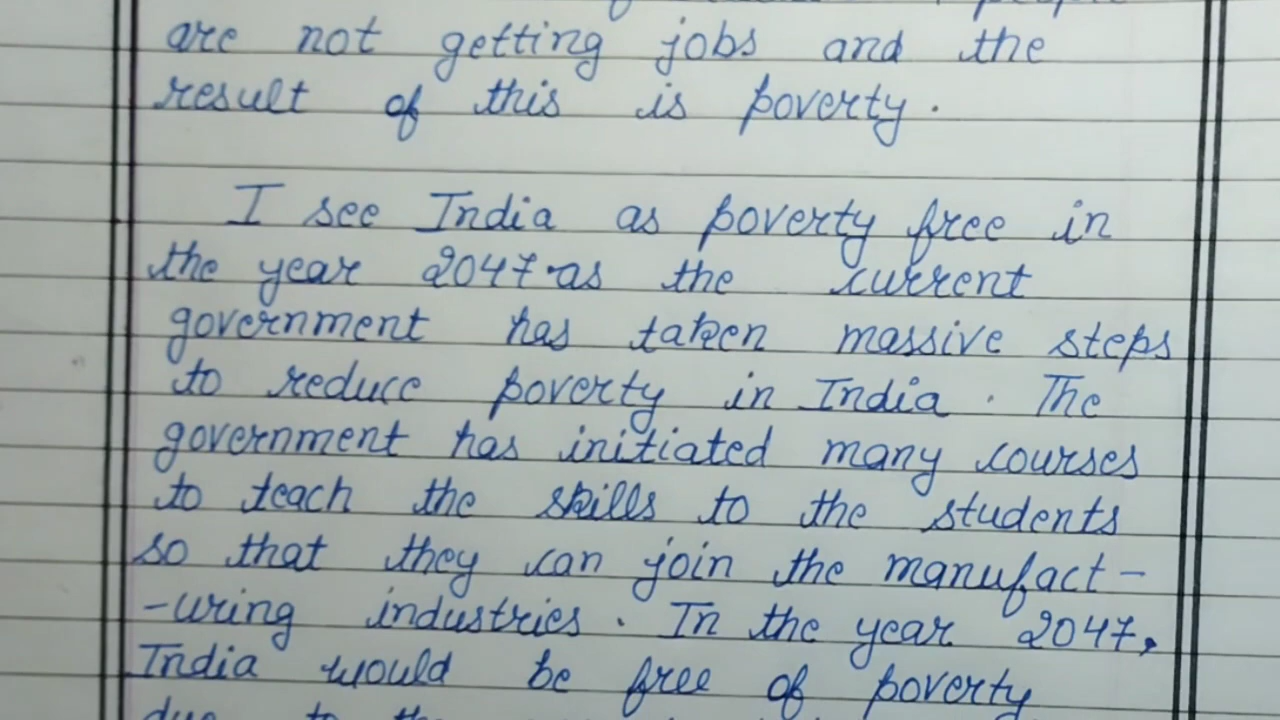 are not getting jobs and the
result of this is poverty.
I see India as poverty free in
the year 2047 as the current
government has taken massive steps
to reduce poverty in India. The
government has initiated many courses
to teach the skills to the students
so that they can join the manufact-
-uring industries. In the year 2047,
India would be free of poverty
due to the